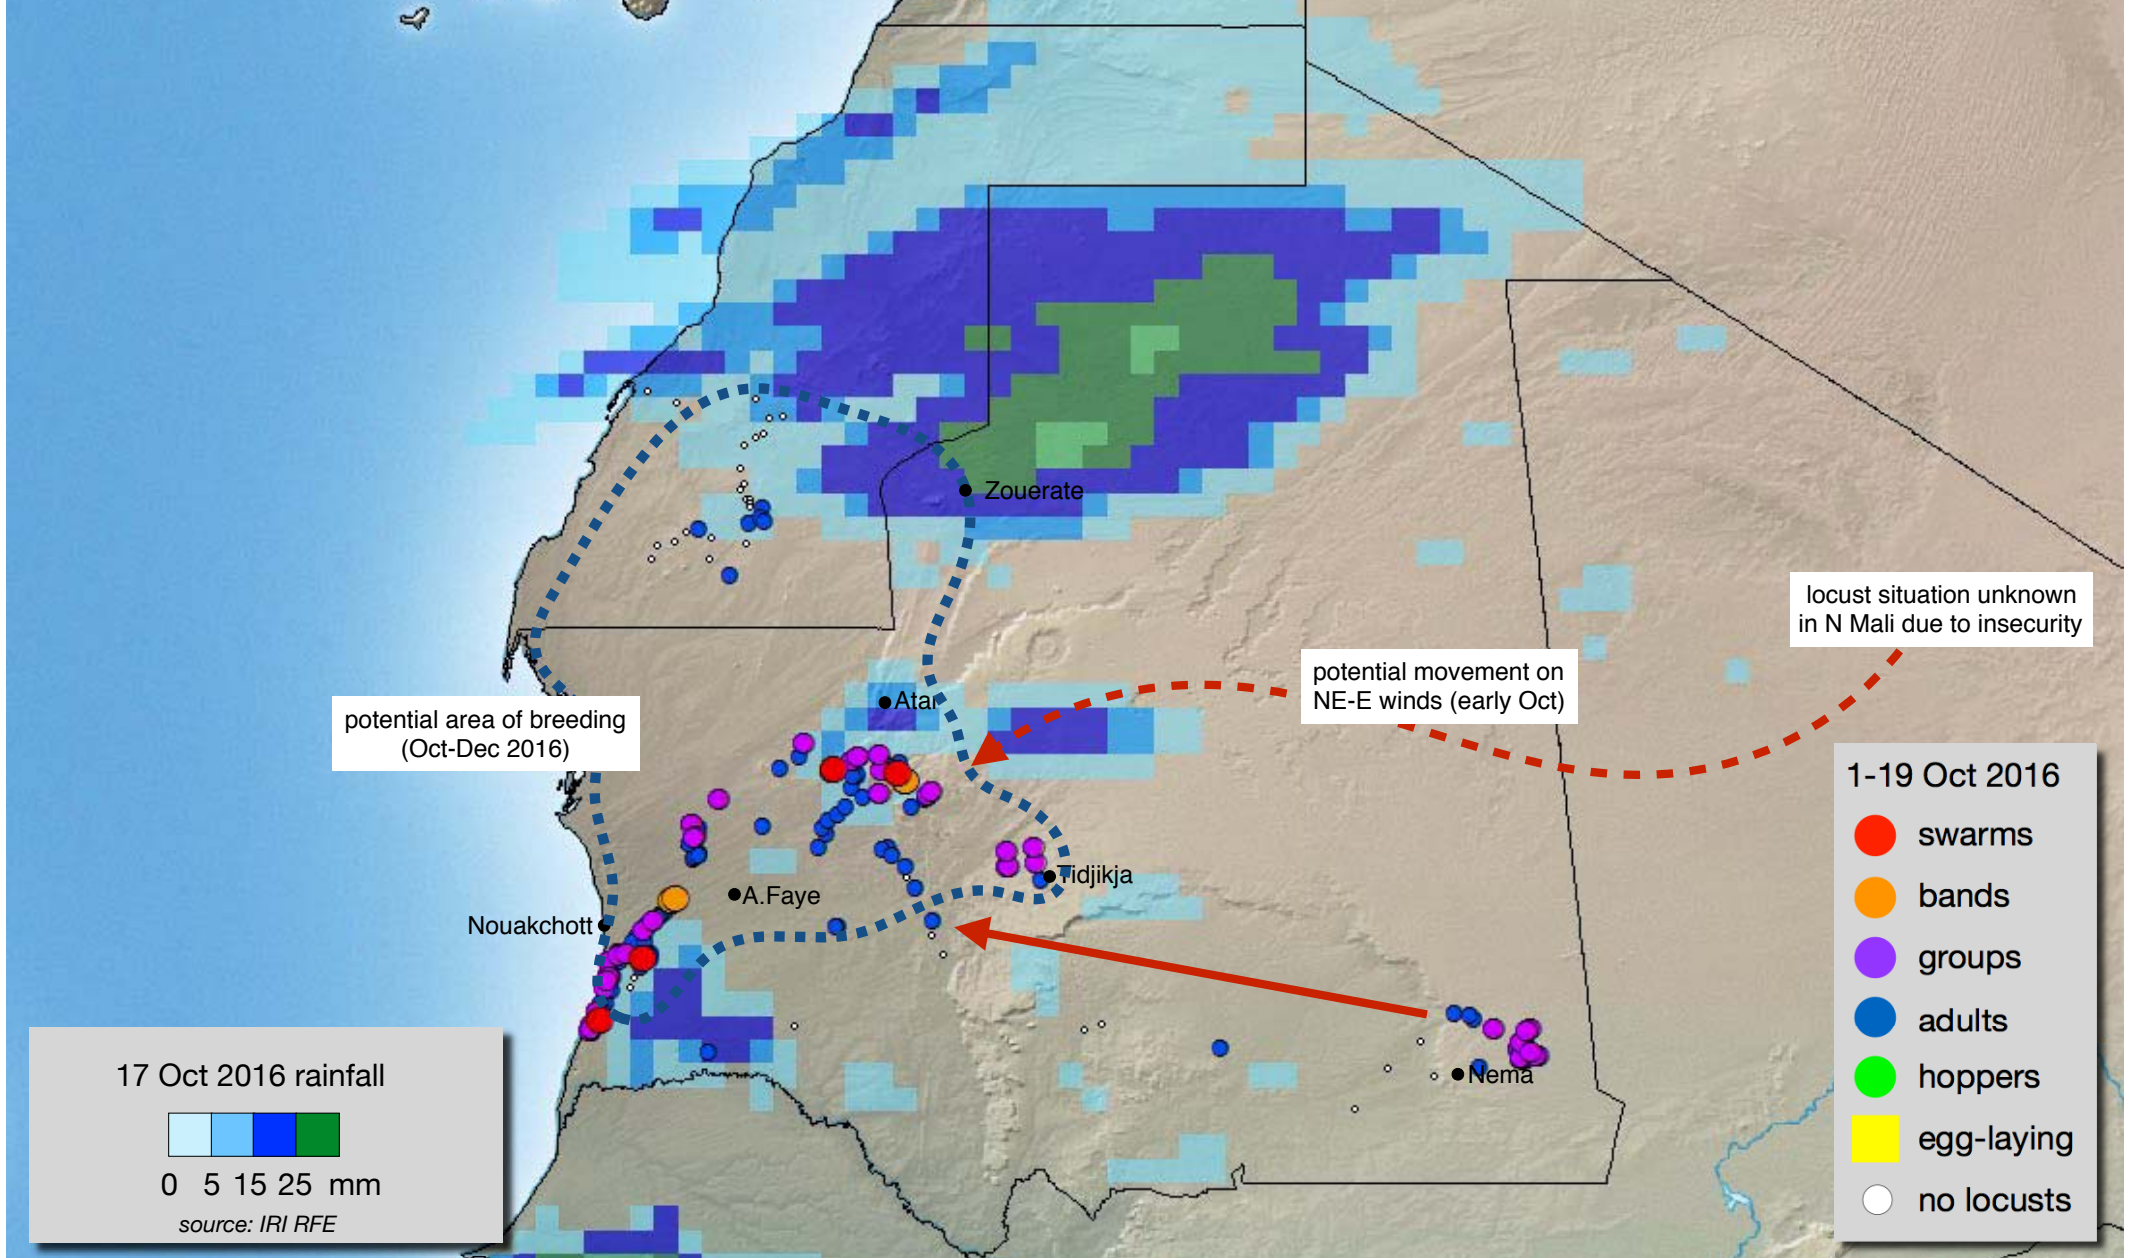 Zouerate
locust situation unknown
in N Mali due to insecurity
potential movement on
NE-E winds (early Oct)
Atar
potential area of breeding
(Oct-Dec 2016)
Tidjikja
A.Faye
Nouakchott
Nema
1-19 Oct 2016
swarms
bands
groups
adults
hoppers
egg-laying
no locusts
17 Oct 2016 rainfall
0 5 15 25 mm
source: IRI RFE